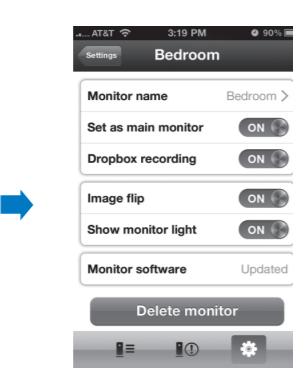 .... AT&T 3:19 PM 90%
Settings Bedroom
Monitor name Bedroom >
Set as main monitor ON
Dropbox recording ON
Image flip ON
Show monitor light ON
Monitor software Updated
Delete monitor